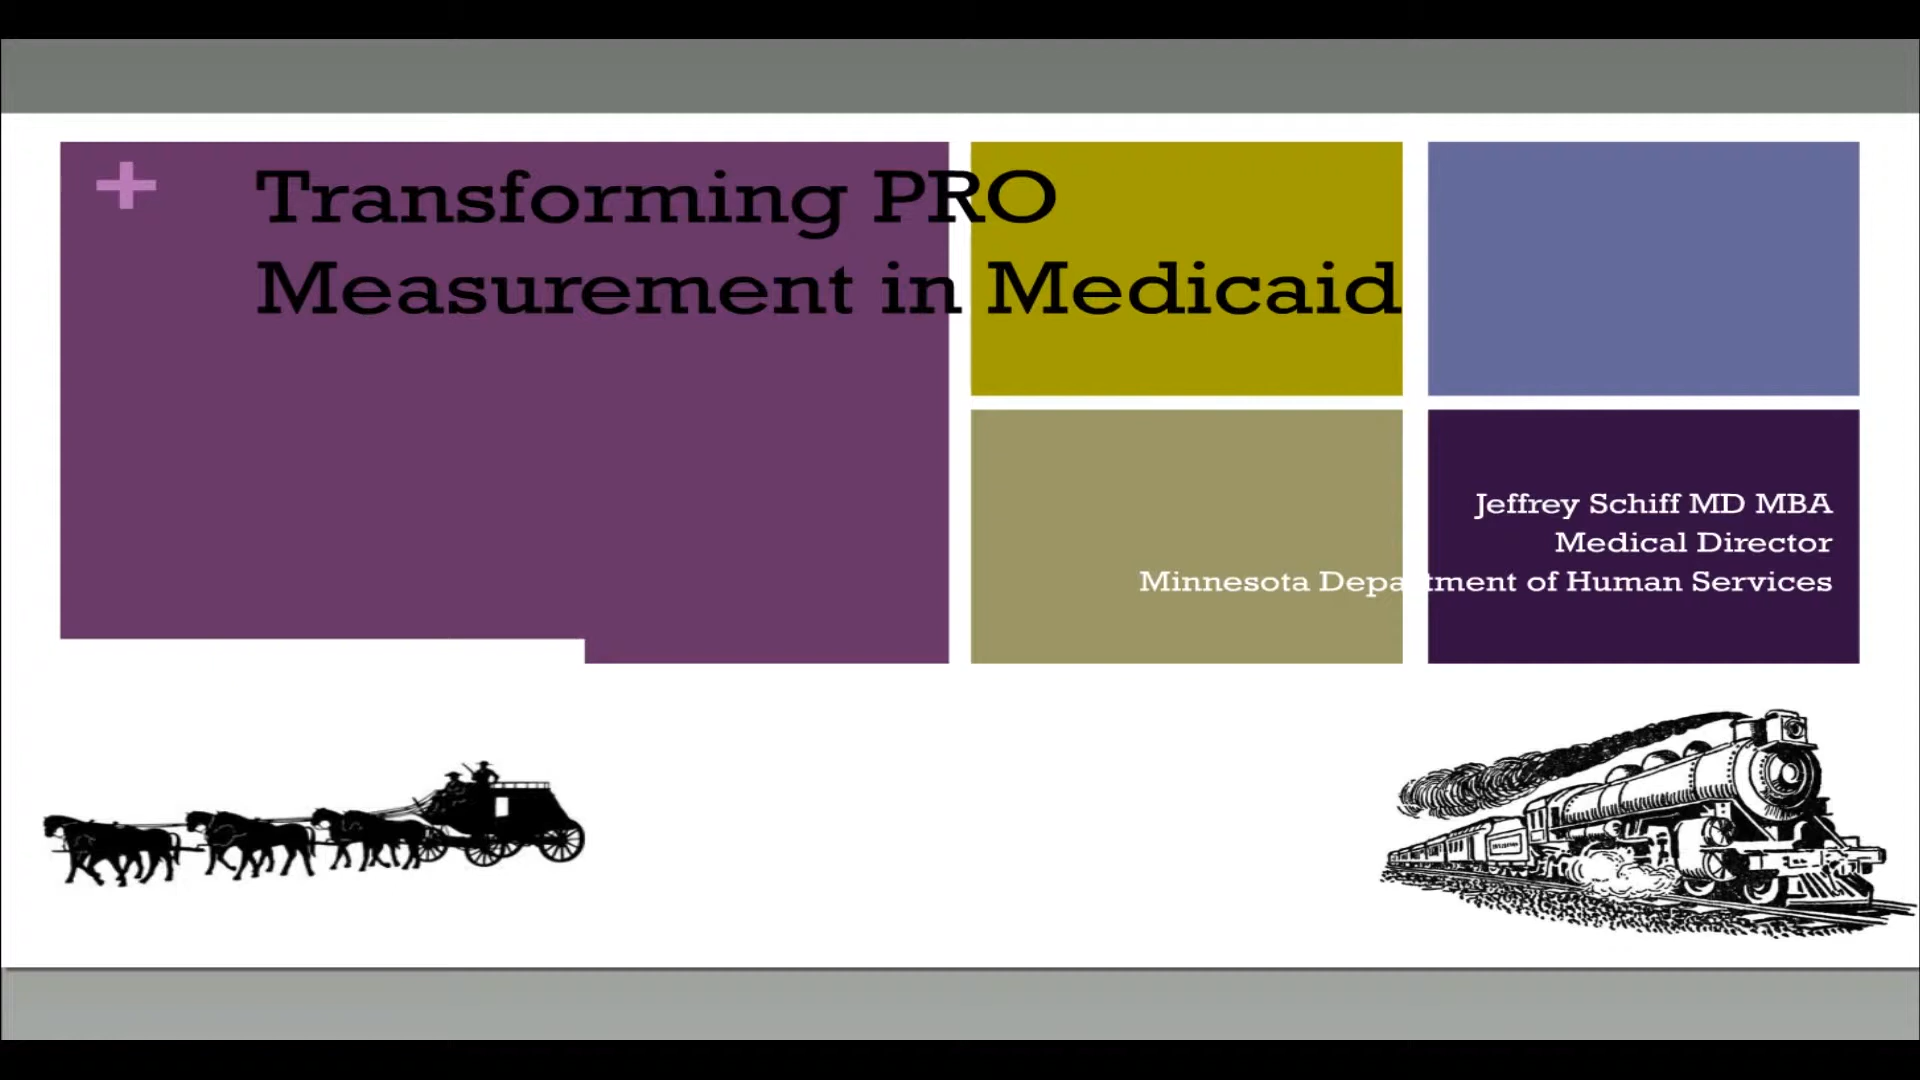 +
Transforming PRO
Measurement in Medicaid
Jeffrey Schiff MD MBA
Medical Director
Minnesota Department of Human Services